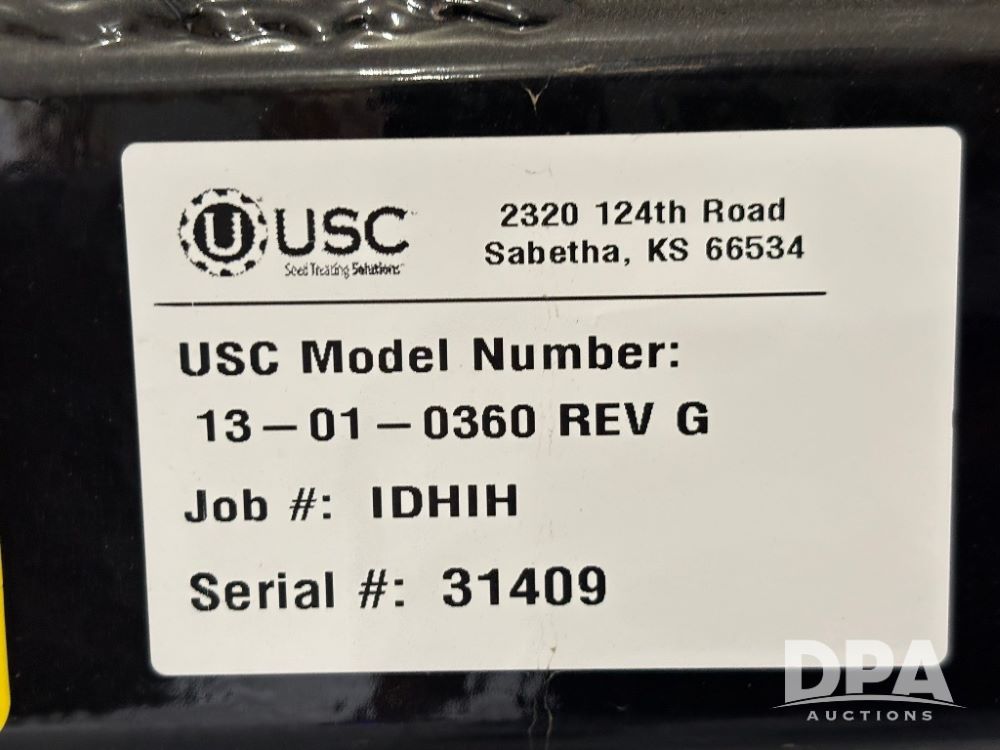 U USC
Seed Treating Solutions
2320 124th Road
Sabetha, KS 66534
USC Model Number:
13-01-0360 REV G
Job #: IDHIH
Serial #: 31409
DPA
AUCTIONS